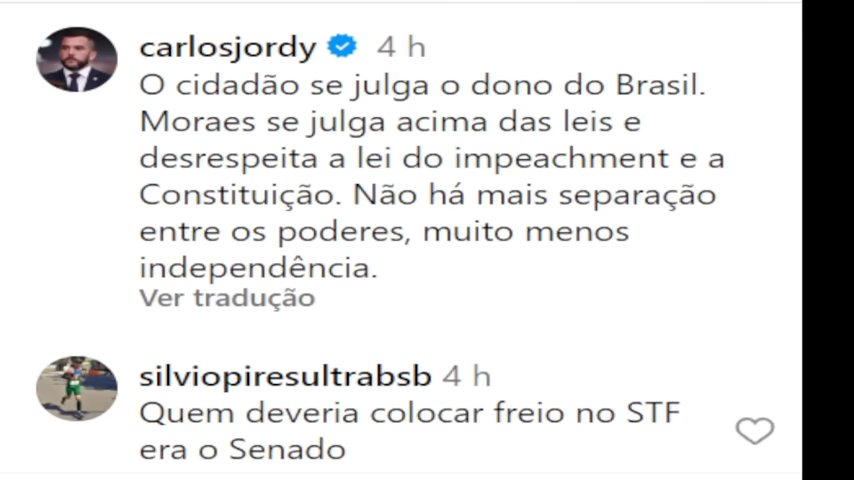 carlosjordy 4 h
O cidadão se julga o dono do Brasil.
Moraes se julga acima das leis e
desrespeita a lei do impeachment e a
Constituição. Não há mais separação
entre os poderes, muito menos
independência.
Ver tradução
silviopiresultrabsb 4 h
Quem deveria colocar freio no STF
era o Senado